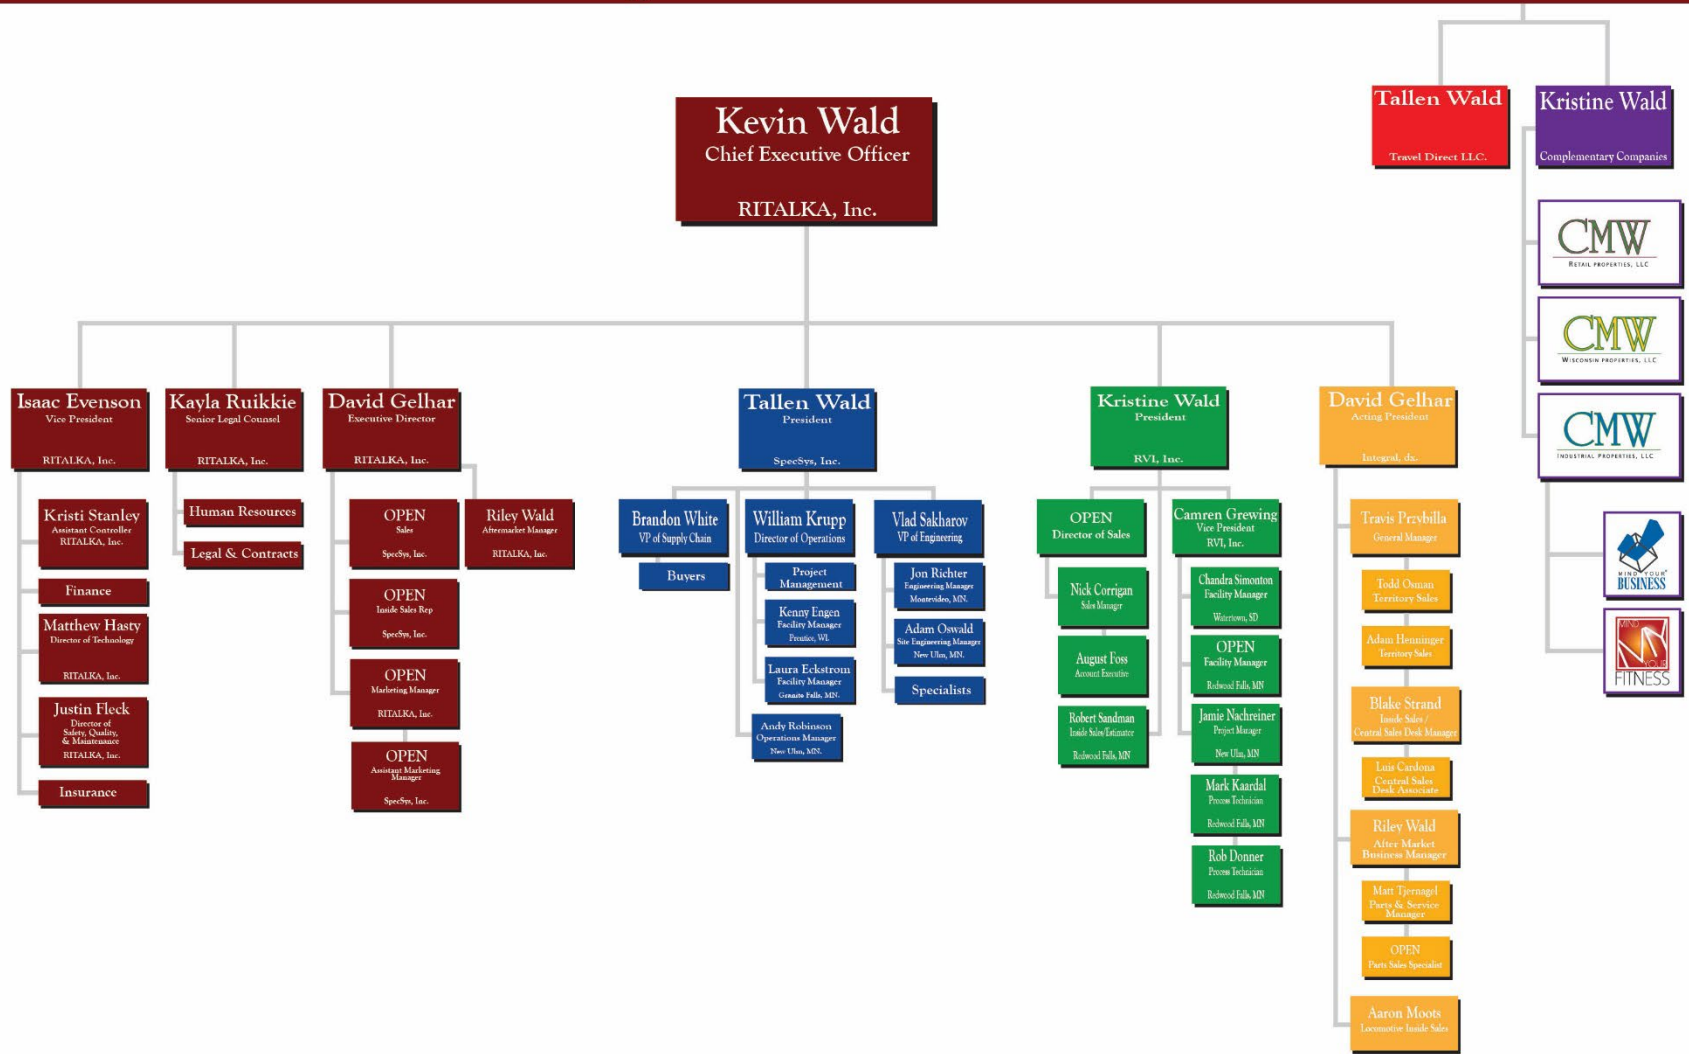 Kevin Wald
Chief Executive Officer
RITALKA, Inc.
Tallen Wald
Travel Direct LLC.
Kristine Wald
Complementary Companies
CMW
RETAIL PROPERTIES, LLC
CMW
WISCONSIN PROPERTIES, LLC
CMW
INDUSTRIAL PROPERTIES, LLC
MIND YOUR
BUSINESS
MIND
YOUR
FITNESS
Isaac Evenson
Vice President
RITALKA, Inc.
Kristi Stanley
Assistant Controller
RITALKA, Inc.
Finance
Matthew Hasty
Director of Technology
RITALKA, Inc.
Justin Fleck
Director of
Safety, Quality,
& Maintenance
RITALKA, Inc.
Insurance
Kayla Ruikkie
Senior Legal Counsel
RITALKA, Inc.
Human Resources
Legal & Contracts
David Gelhar
Executive Director
RITALKA, Inc.
OPEN
Sales
SpecSys, Inc.
OPEN
Inside Sales Rep
SpecSys, Inc.
OPEN
Marketing Manager
RITALKA, Inc.
OPEN
Assistant Marketing
Manager
SpecSys, Inc.
Riley Wald
Aftermarket Manager
RITALKA, Inc.
Tallen Wald
President
SpecSys, Inc.
Brandon White
VP of Supply Chain
Buyers
William Krupp
Director of Operations
Project
Management
Kenny Engen
Facility Manager
Prentice, WI.
Laura Eckstrom
Facility Manager
Granite Falls, MN.
Andy Robinson
Operations Manager
New Ulm, MN.
Vlad Sakharov
VP of Engineering
Jon Richter
Engineering Manager
Montevideo, MN.
Adam Oswald
Site Engineering Manager
New Ulm, MN.
Specialists
Kristine Wald
President
RVI, Inc.
OPEN
Director of Sales
Nick Corrigan
Sales Manager
August Foss
Account Executive
Robert Sandman
Inside Sales/Estimator
Redwood Falls, MN
Camren Grewing
Vice President
RVI, Inc.
Chandra Simonton
Facility Manager
Watertown, SD
OPEN
Facility Manager
Redwood Falls, MN
Jamie Nachreiner
Project Manager
New Ulm, MN
Mark Kaardal
Process Technician
Redwood Falls, MN
Rob Donner
Process Technician
Redwood Falls, MN
David Gelhar
Acting President
Integral, dx.
Travis Przybilla
General Manager
Todd Osman
Territory Sales
Adam Henninger
Territory Sales
Blake Strand
Inside Sales /
Central Sales Desk Manager
Luis Cardona
Central Sales
Desk Associate
Riley Wald
After Market
Business Manager
Matt Tjernagel
Parts & Service
Manager
OPEN
Parts Sales Specialist
Aaron Moots
Locomotive Inside Sales